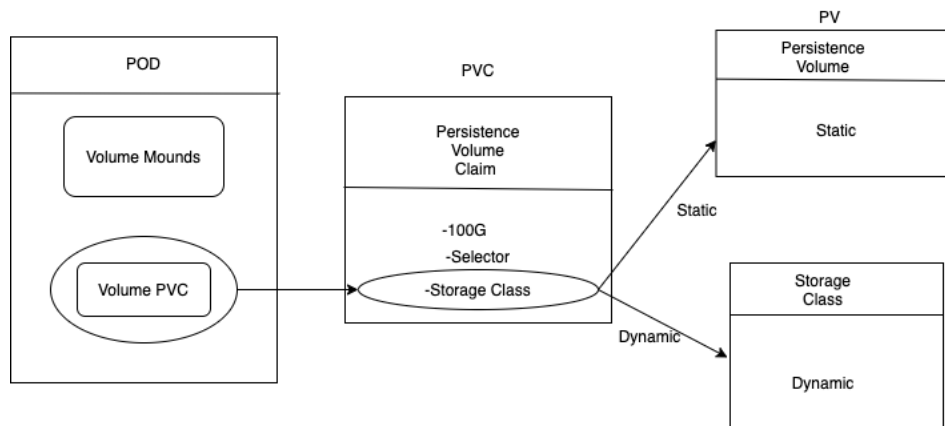 POD
Volume Mounds
Volume PVC
PVC
Persistence
Volume
Claim
-100G
-Selector
-Storage Class
Static
Dynamic
PV
Persistence
Volume
Static
Storage
Class
Dynamic